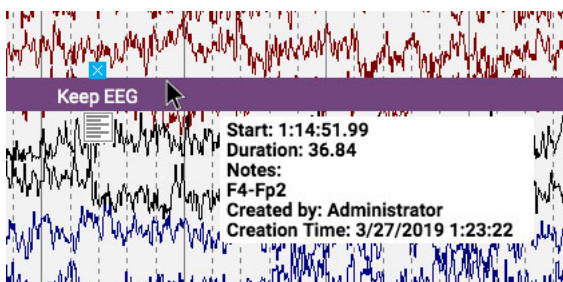 Keep EEG
Start: 1:14:51.99
Duration: 36.84
Notes:
F4-Fp2
Created by: Administrator
Creation Time: 3/27/2019 1:23:22